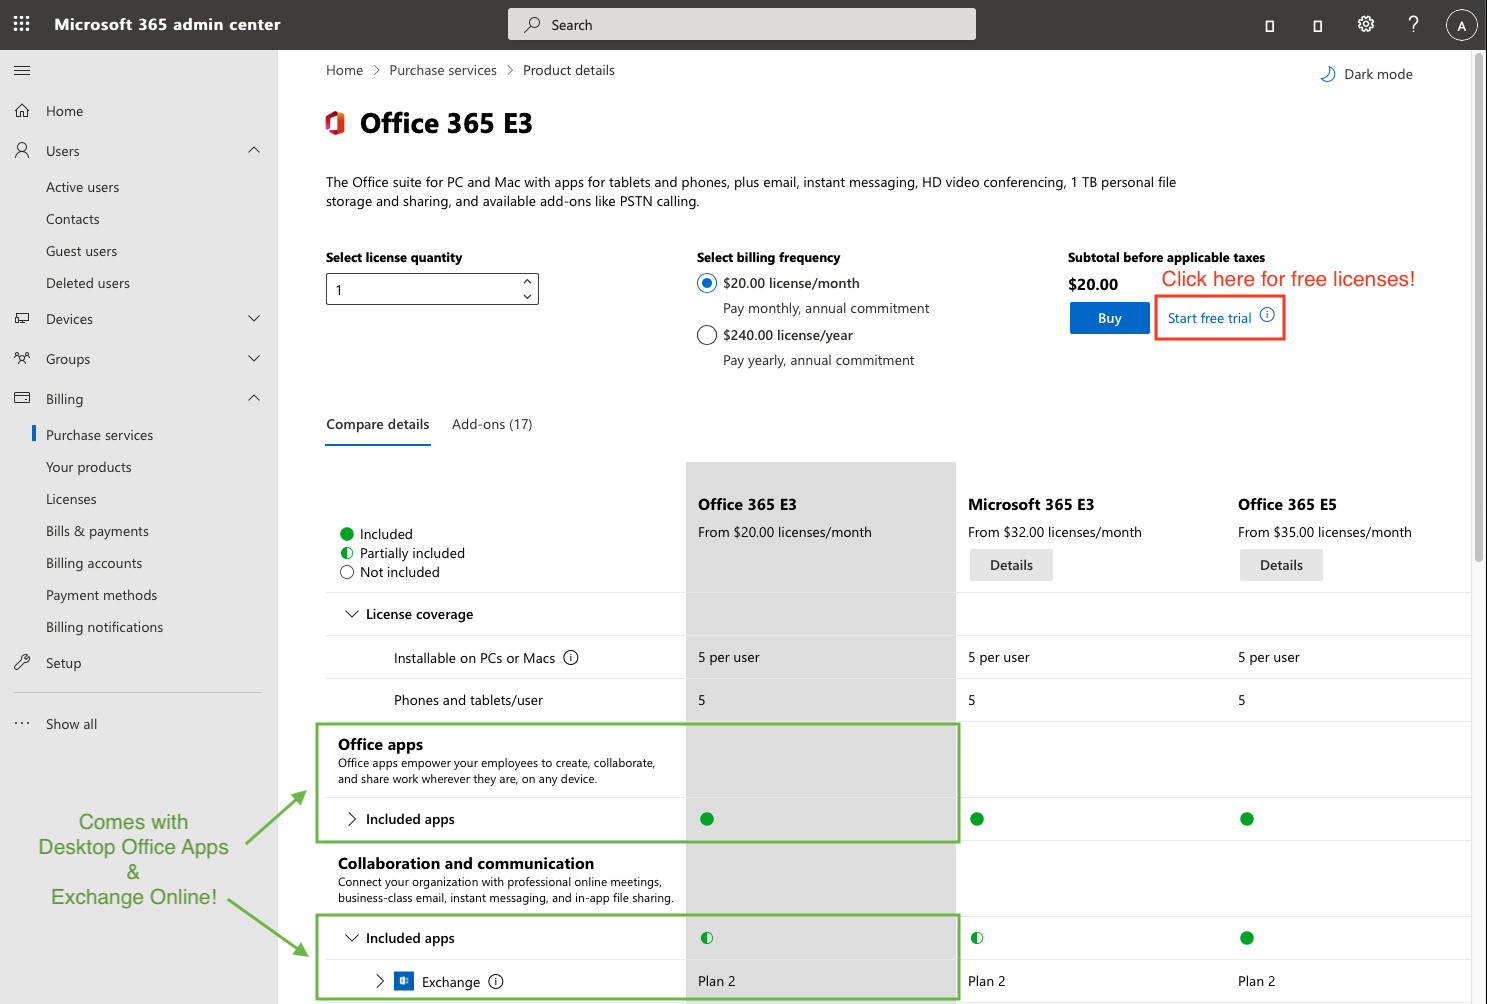 Microsoft 365 admin center
Search
?
A
Home
Users
Active users
Contacts
Guest users
Deleted users
Devices
Groups
Billing
Purchase services
Your products
Licenses
Bills & payments
Billing accounts
Payment methods
Billing notifications
Setup
Show all
Comes with
Desktop Office Apps
&
Exchange Online!
Home > Purchase services > Product details
Dark mode
Office 365 E3
The Office suite for PC and Mac with apps for tablets and phones, plus email, instant messaging, HD video conferencing, 1 TB personal file
storage and sharing, and available add-ons like PSTN calling.
Select license quantity
1
Select billing frequency
$20.00 license/month
Pay monthly, annual commitment
$240.00 license/year
Pay yearly, annual commitment
Subtotal before applicable taxes
$20.00
Click here for free licenses!
Buy
Start free trial
Compare details
Add-ons (17)
Included
Partially included
Not included
Office 365 E3
From $20.00 licenses/month
Microsoft 365 E3
From $32.00 licenses/month
Details
Office 365 E5
From $35.00 licenses/month
Details
License coverage
Installable on PCs or Macs
5 per user
5 per user
5 per user
Phones and tablets/user
5
5
5
Office apps
Office apps empower your employees to create, collaborate,
and share work wherever they are, on any device.
Included apps
Collaboration and communication
Connect your organization with professional online meetings,
business-class email, instant messaging, and in-app file sharing.
Included apps
Exchange
Plan 2
Plan 2
Plan 2